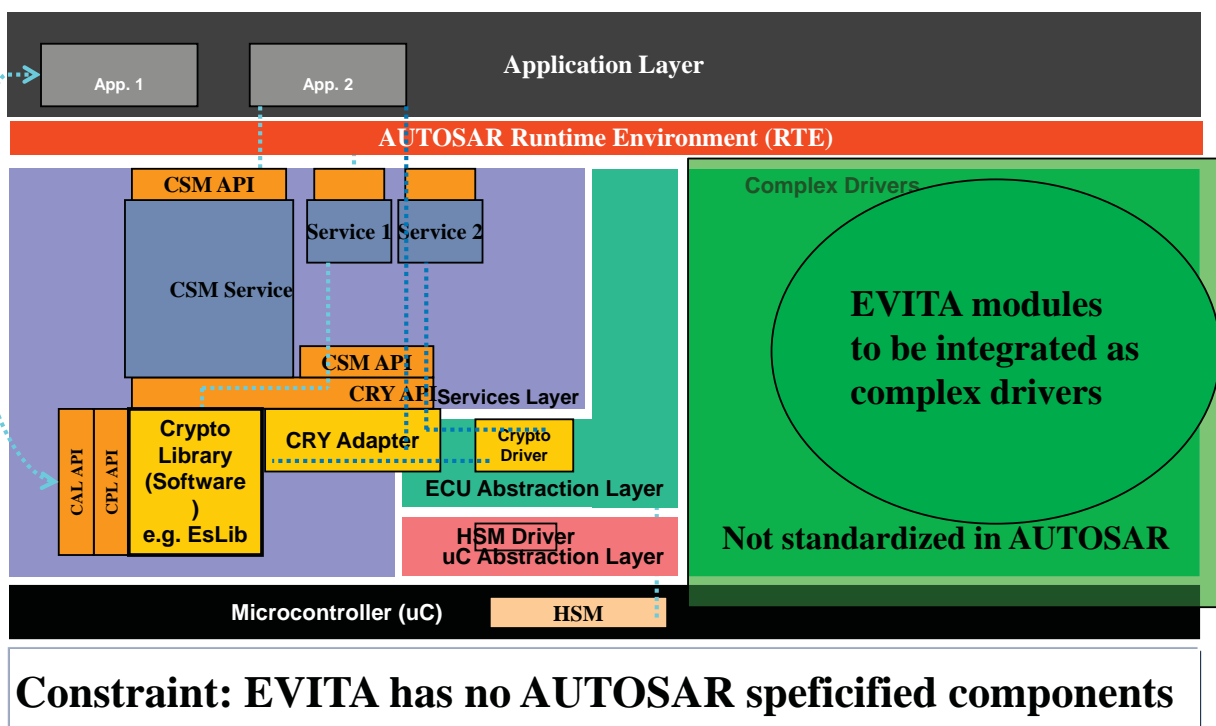 Application Layer
App. 1
App. 2
AUTOSAR Runtime Environment (RTE)
CSM API
Complex Drivers
Service 1
Service 2
CSM Service
EVITA modules
to be integrated as
complex drivers
CSM API
CRY API
Services Layer
CAL API
CPL API
Crypto
Library
(Software
)
e.g. EsLib
CRY Adapter
Crypto
Driver
ECU Abstraction Layer
HSM Driver
uC Abstraction Layer
Not standardized in AUTOSAR
Microcontroller (uC)
HSM
Constraint: EVITA has no AUTOSAR speficified components